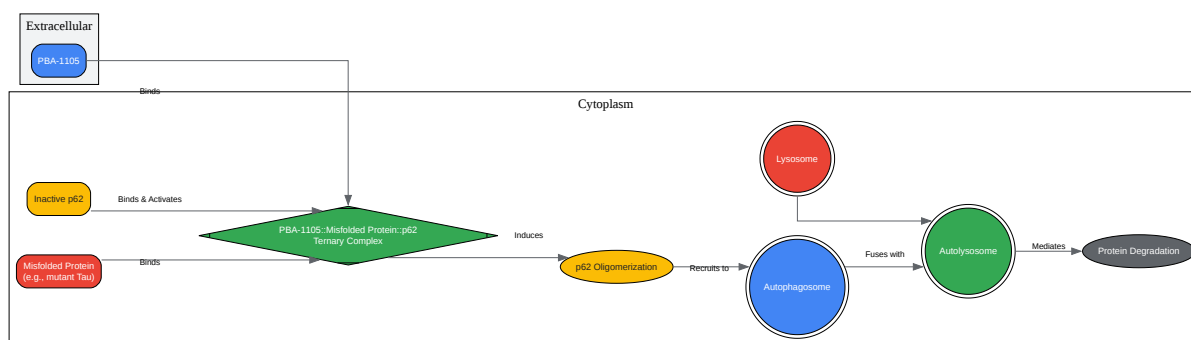 Extracellular
PBA-1105
Binds
Cytoplasm
Lysosome
Inactive p62
Binds & Activates
PBA-1105::Misfolded Protein::p62
Ternary Complex
Misfolded Protein
(e.g., mutant Tau)
Binds
Induces
p62 Oligomerization
Recruits to
Autophagosome
Fuses with
Autolysosome
Mediates
Protein Degradation